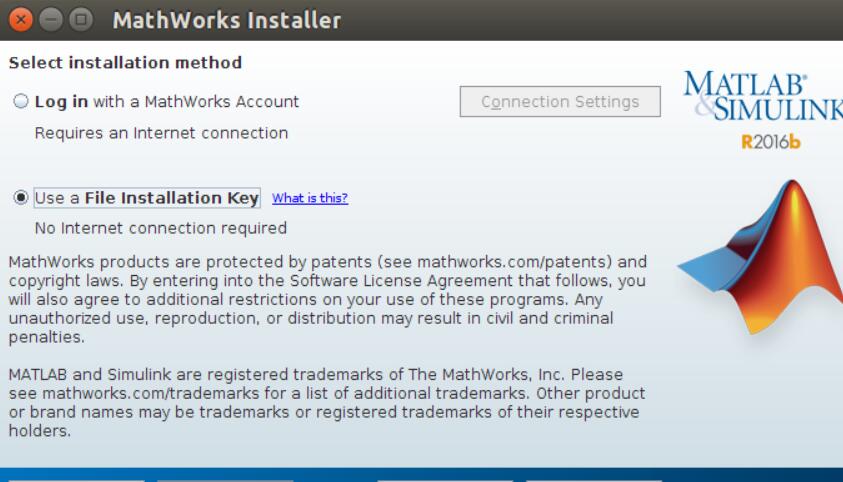 MathWorks Installer
Select installation method
Log in with a MathWorks Account
Connection Settings
Requires an Internet connection
MATLAB®
&SIMULINK
R2016b
Use a File Installation Key What is this?
No Internet connection required
MathWorks products are protected by patents (see mathworks.com/patents) and
copyright laws. By entering into the Software License Agreement that follows, you
will also agree to additional restrictions on your use of these programs. Any
unauthorized use, reproduction, or distribution may result in civil and criminal
penalties.
MATLAB and Simulink are registered trademarks of The MathWorks, Inc. Please
see mathworks.com/trademarks for a list of additional trademarks. Other product
or brand names may be trademarks or registered trademarks of their respective
holders.